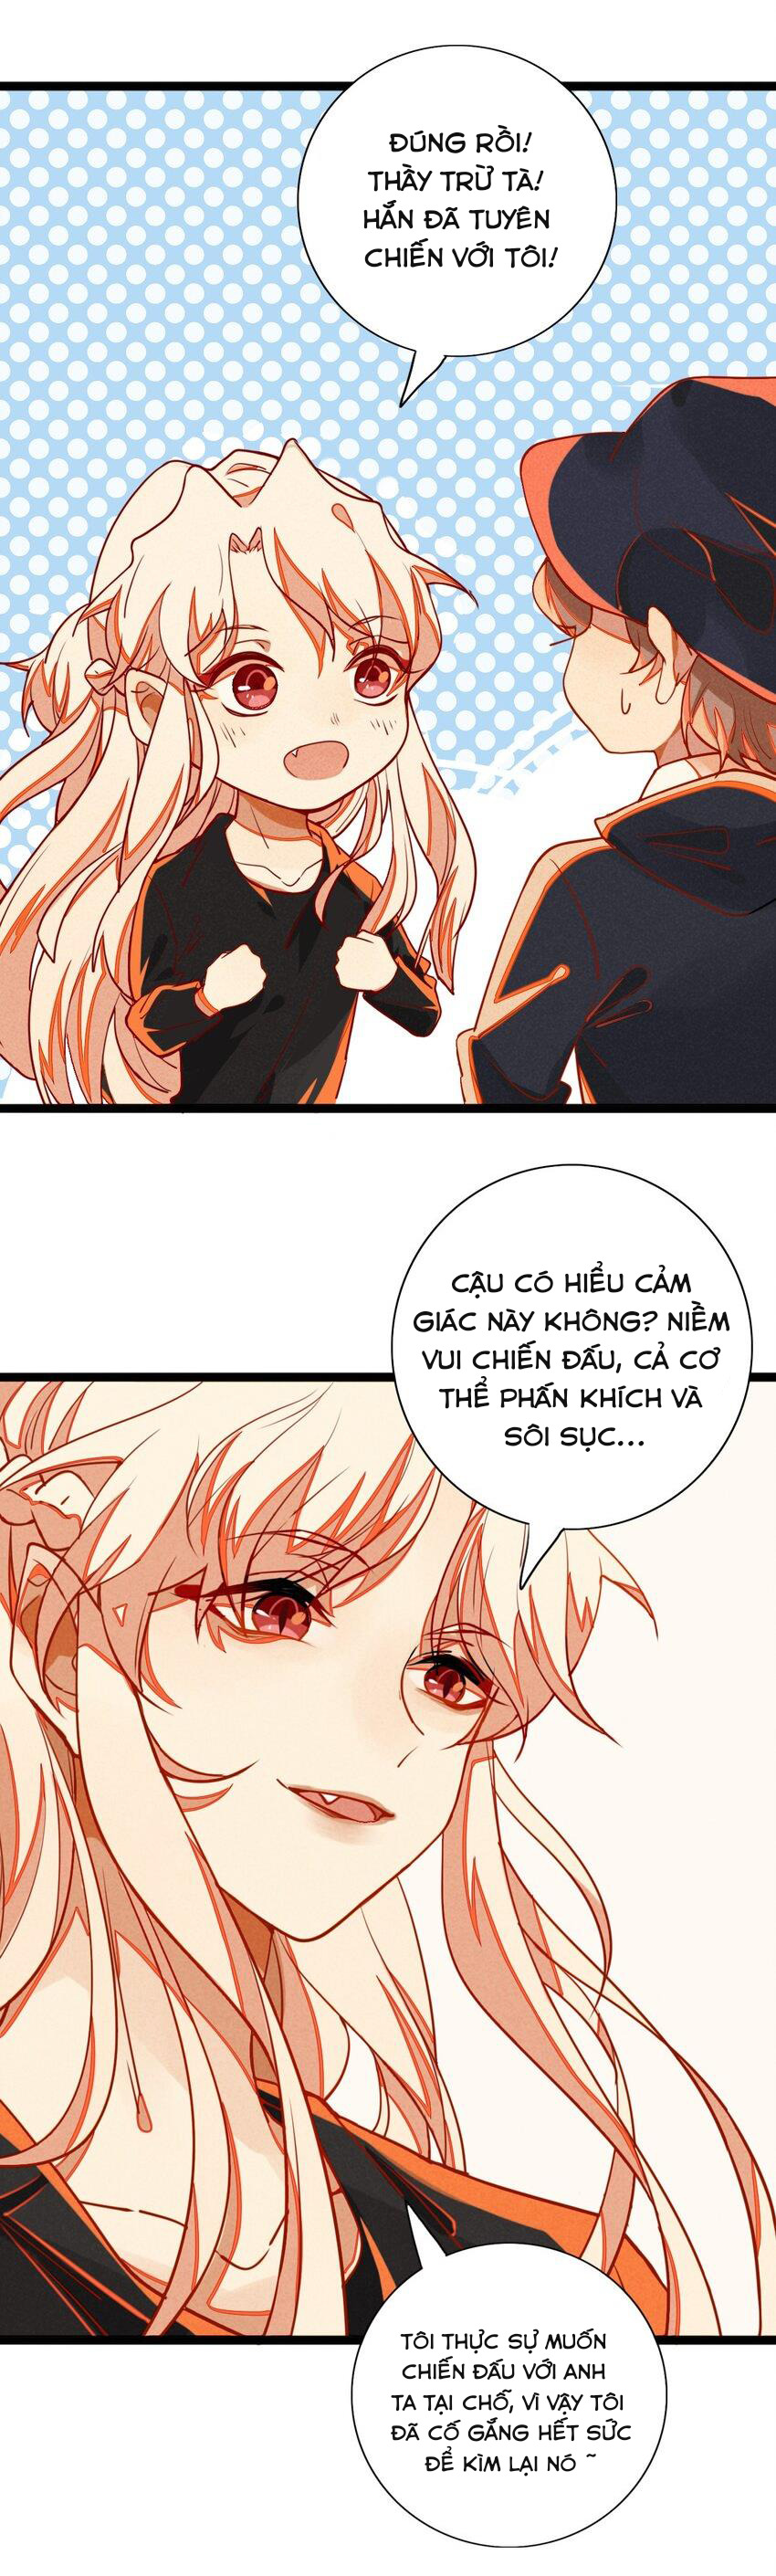 ĐÚNG RỒI!
THẦY TRỪ TÀ!
HẮN ĐÃ TUYÊN
CHIẾN VỚI TÔI!
CẬU CÓ HIỂU CẢM
GIÁC NÀY KHÔNG? NIỀM
VUI CHIẾN ĐẤU, CẢ CƠ
THỂ PHẤN KHÍCH VÀ
SÔI SỤC...
TÔI THỰC SỰ MUỐN
CHIẾN ĐẤU VỚI ANH
TA TẠI CHỖ, VÌ VẬY TÔI
ĐÃ CỐ GẮNG HẾT SỨC
ĐỂ KÌM LẠI NÓ ~